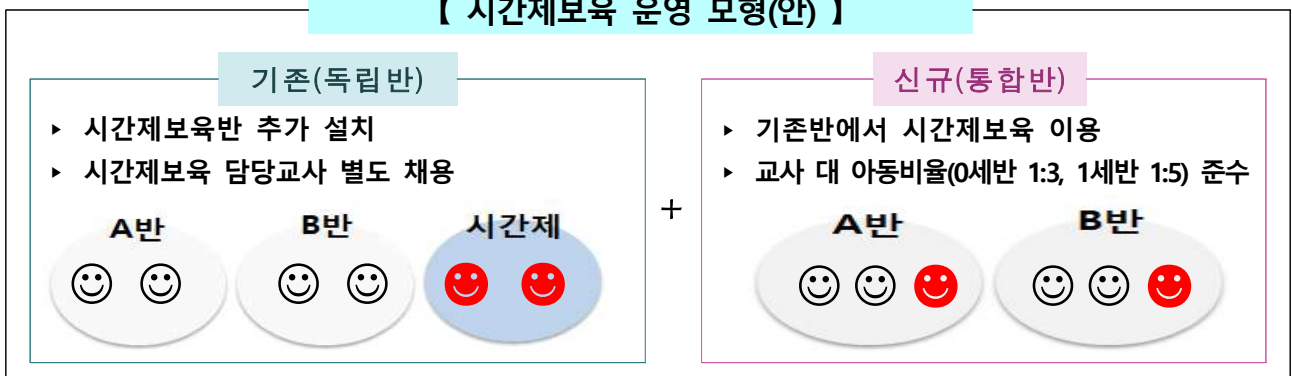 【 시간제보육 운영 모형(안) 】
기존(독립반)
▸ 시간제보육반 추가 설치
▸ 시간제보육 담당교사 별도 채용
A반
B반
시간제
+
신규(통합반)
▸ 기존반에서 시간제보육 이용
▸ 교사 대 아동비율(0세반 1:3, 1세반 1:5) 준수
A반
B반